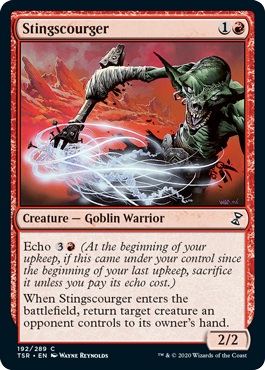 Stingscourger 1
Creature — Goblin Warrior
Echo 3 (At the beginning of your
upkeep, if this came under your control since
the beginning of your last upkeep, sacrifice
it unless you pay its echo cost.)
When Stingscourger enters the
battlefield, return target creature an
opponent controls to its owner's hand.
2/2
192/289 C
TSR • EN Wayne Reynolds
™ & © 2020 Wizards of the Coast